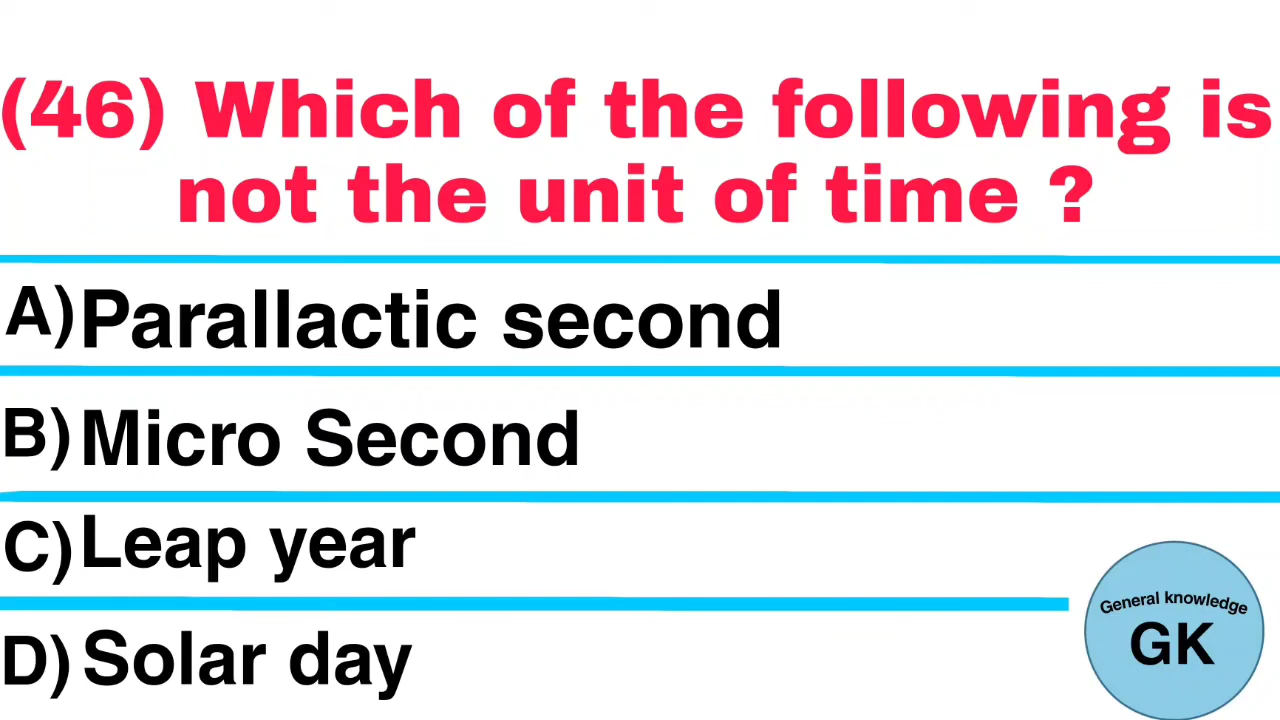 (46) Which of the following is
not the unit of time ?
A) Parallactic second
B) Micro Second
C) Leap year
D) Solar day
General knowledge
GK